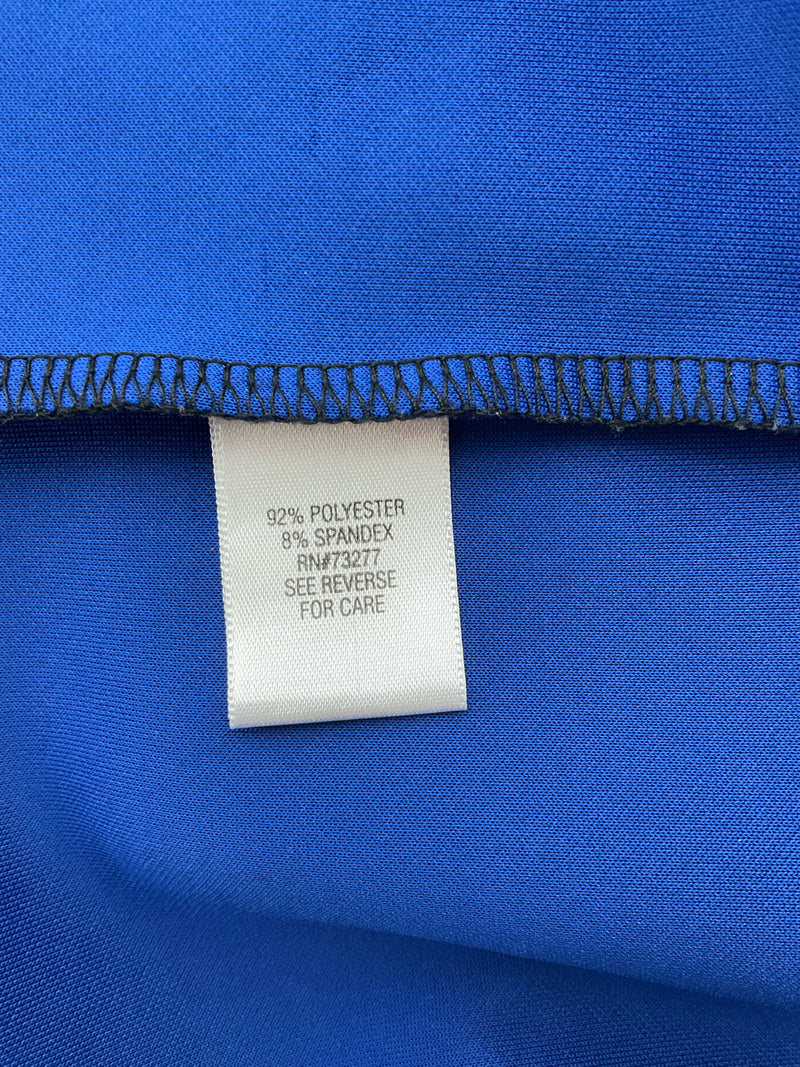 92% POLYESTER
8% SPANDEX
RN#73277
SEE REVERSE
FOR CARE